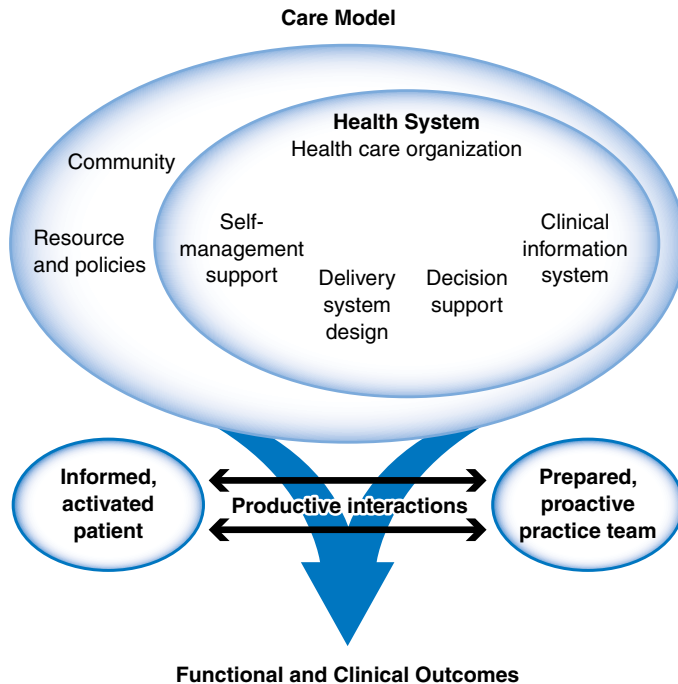 Care Model
Health System
Health care organization
Community
Resource
and policies
Self-
management
support
Delivery
system
design
Decision
support
Clinical
information
system
Informed,
activated
patient
Productive interactions
Prepared,
proactive
practice team
Functional and Clinical Outcomes